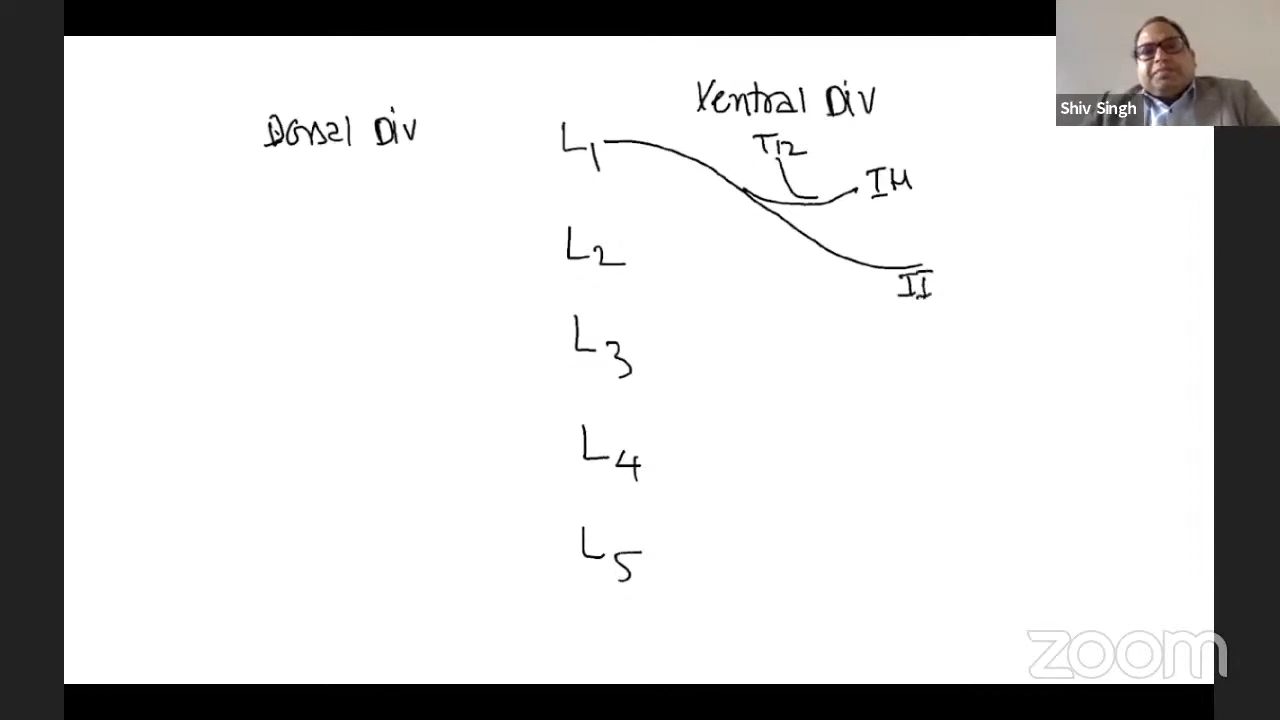 Ventral Div
Dorsal Div
L1
T12
IH
II
L2
L3
L4
L5
Shiv Singh
zoom